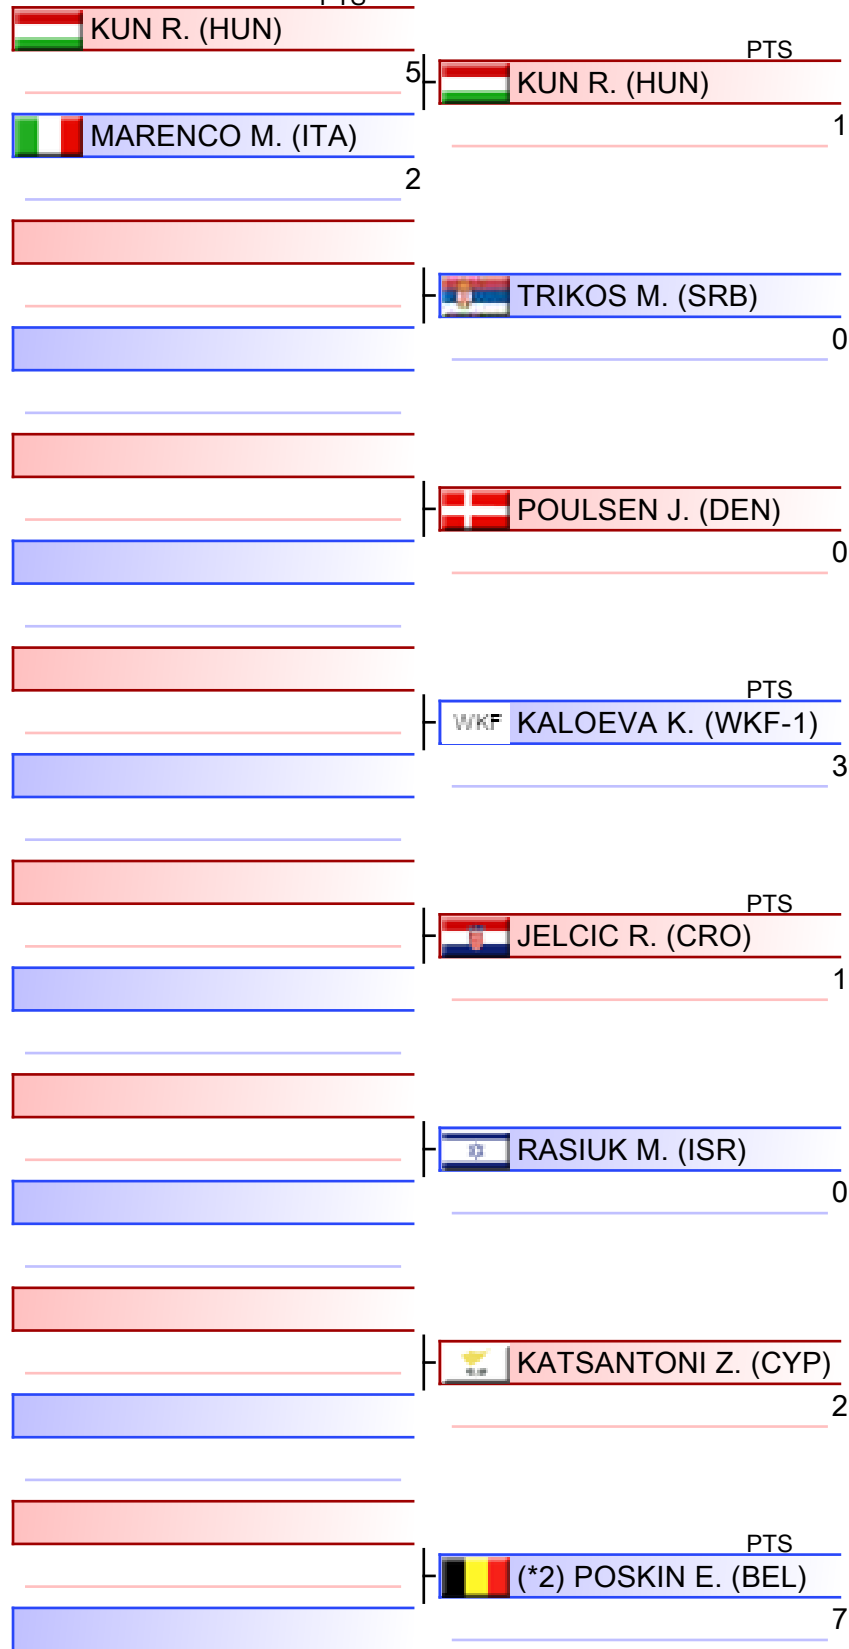 PTS
KUN R. (HUN)
5
MARENCO M. (ITA)
2
PTS
KUN R. (HUN)
1
TRIKOS M. (SRB)
0
POULSEN J. (DEN)
0
PTS
WKF KALOEVA K. (WKF-1)
3
PTS
JELCIC R. (CRO)
1
RASIUK M. (ISR)
0
KATSANTONI Z. (CYP)
2
PTS
(*2) POSKIN E. (BEL)
7